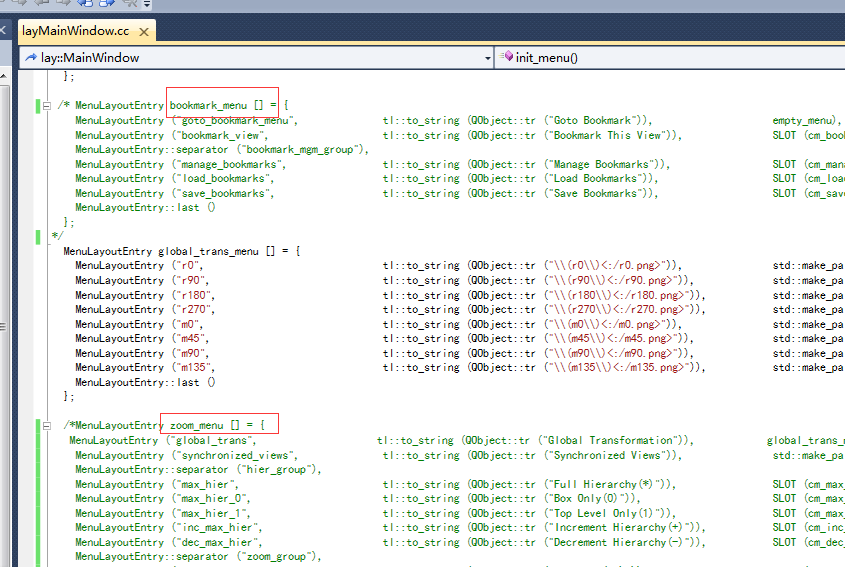 layMainWindow.cc
lay::MainWindow init_menu()
};
/* MenuLayoutEntry bookmark_menu [] = {
MenuLayoutEntry ("goto_bookmark_menu", tl::to_string (QObject::tr ("Goto Bookmark")), empty_menu),
MenuLayoutEntry ("bookmark_view", tl::to_string (QObject::tr ("Bookmark This View")), SLOT (cm_boo
MenuLayoutEntry::separator ("bookmark_mgm_group"),
MenuLayoutEntry ("manage_bookmarks", tl::to_string (QObject::tr ("Manage Bookmarks")), SLOT (cm_mana
MenuLayoutEntry ("load_bookmarks", tl::to_string (QObject::tr ("Load Bookmarks")), SLOT (cm_load
MenuLayoutEntry ("save_bookmarks", tl::to_string (QObject::tr ("Save Bookmarks")), SLOT (cm_save
MenuLayoutEntry::last ()
};
*/
MenuLayoutEntry global_trans_menu [] = {
MenuLayoutEntry ("r0", tl::to_string (QObject::tr ("\\(r0\\)<:/r0.png>")), std::make_pa
MenuLayoutEntry ("r90", tl::to_string (QObject::tr ("\\(r90\\)<:/r90.png>")), std::make_pa
MenuLayoutEntry ("r180", tl::to_string (QObject::tr ("\\(r180\\)<:/r180.png>")), std::make_pa
MenuLayoutEntry ("r270", tl::to_string (QObject::tr ("\\(r270\\)<:/r270.png>")), std::make_pa
MenuLayoutEntry ("m0", tl::to_string (QObject::tr ("\\(m0\\)<:/m0.png>")), std::make_pa
MenuLayoutEntry ("m45", tl::to_string (QObject::tr ("\\(m45\\)<:/m45.png>")), std::make_pa
MenuLayoutEntry ("m90", tl::to_string (QObject::tr ("\\(m90\\)<:/m90.png>")), std::make_pa
MenuLayoutEntry ("m135", tl::to_string (QObject::tr ("\\(m135\\)<:/m135.png>")), std::make_pa
MenuLayoutEntry::last ()
};
/*MenuLayoutEntry zoom_menu [] = {
MenuLayoutEntry ("global_trans", tl::to_string (QObject::tr ("Global Transformation")), global_trans_m
MenuLayoutEntry ("synchronized_views", tl::to_string (QObject::tr ("Synchronized Views")), std::make_pa
MenuLayoutEntry::separator ("hier_group"),
MenuLayoutEntry ("max_hier", tl::to_string (QObject::tr ("Full Hierarchy(*)")), SLOT (cm_max
MenuLayoutEntry ("max_hier_0", tl::to_string (QObject::tr ("Box Only(0)")), SLOT (cm_max
MenuLayoutEntry ("max_hier_1", tl::to_string (QObject::tr ("Top Level Only(1)")), SLOT (cm_max
MenuLayoutEntry ("inc_max_hier", tl::to_string (QObject::tr ("Increment Hierarchy(+)")), SLOT (cm_inc_
MenuLayoutEntry ("dec_max_hier", tl::to_string (QObject::tr ("Decrement Hierarchy(-)")), SLOT (cm_dec_
MenuLayoutEntry::separator ("zoom_group"),